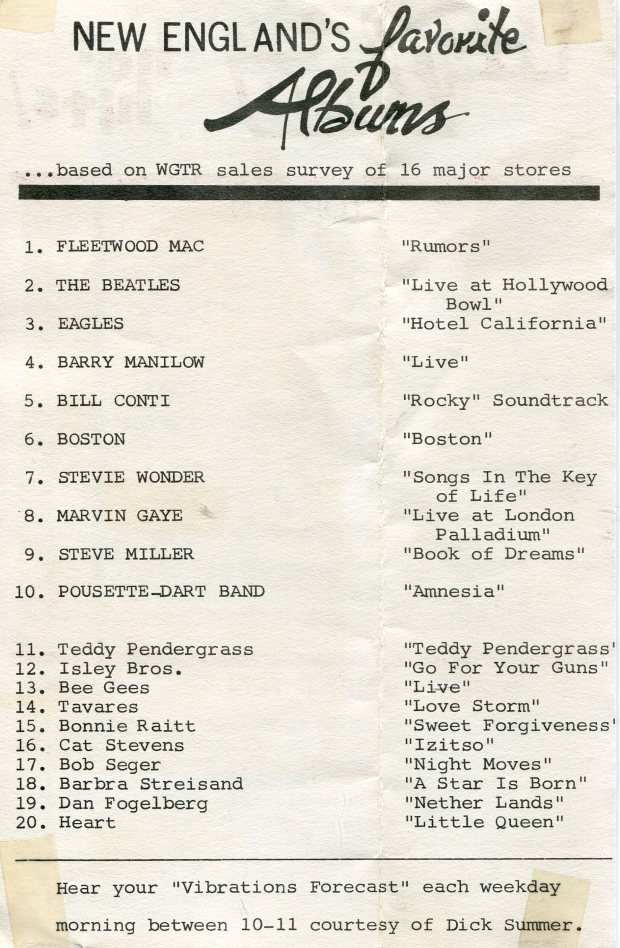 NEW ENGLAND'S favorite
Albums
...based on WGTR sales survey of 16 major stores
1. FLEETWOOD MAC "Rumors"
2. THE BEATLES "Live at Hollywood
Bowl"
3. EAGLES "Hotel California"
4. BARRY MANILOW "Live"
5. BILL CONTI "Rocky" Soundtrack
6. BOSTON "Boston"
7. STEVIE WONDER "Songs In The Key
of Life"
8. MARVIN GAYE "Live at London
Palladium"
9. STEVE MILLER "Book of Dreams"
10. POUSETTE-DART BAND "Amnesia"
11. Teddy Pendergrass "Teddy Pendergrass"
12. Isley Bros. "Go For Your Guns"
13. Bee Gees "Live"
14. Tavares "Love Storm"
15. Bonnie Raitt "Sweet Forgiveness"
16. Cat Stevens "Izitso"
17. Bob Seger "Night Moves"
18. Barbra Streisand "A Star Is Born"
19. Dan Fogelberg "Nether Lands"
20. Heart "Little Queen"
Hear your "Vibrations Forecast" each weekday
morning between 10-11 courtesy of Dick Summer.